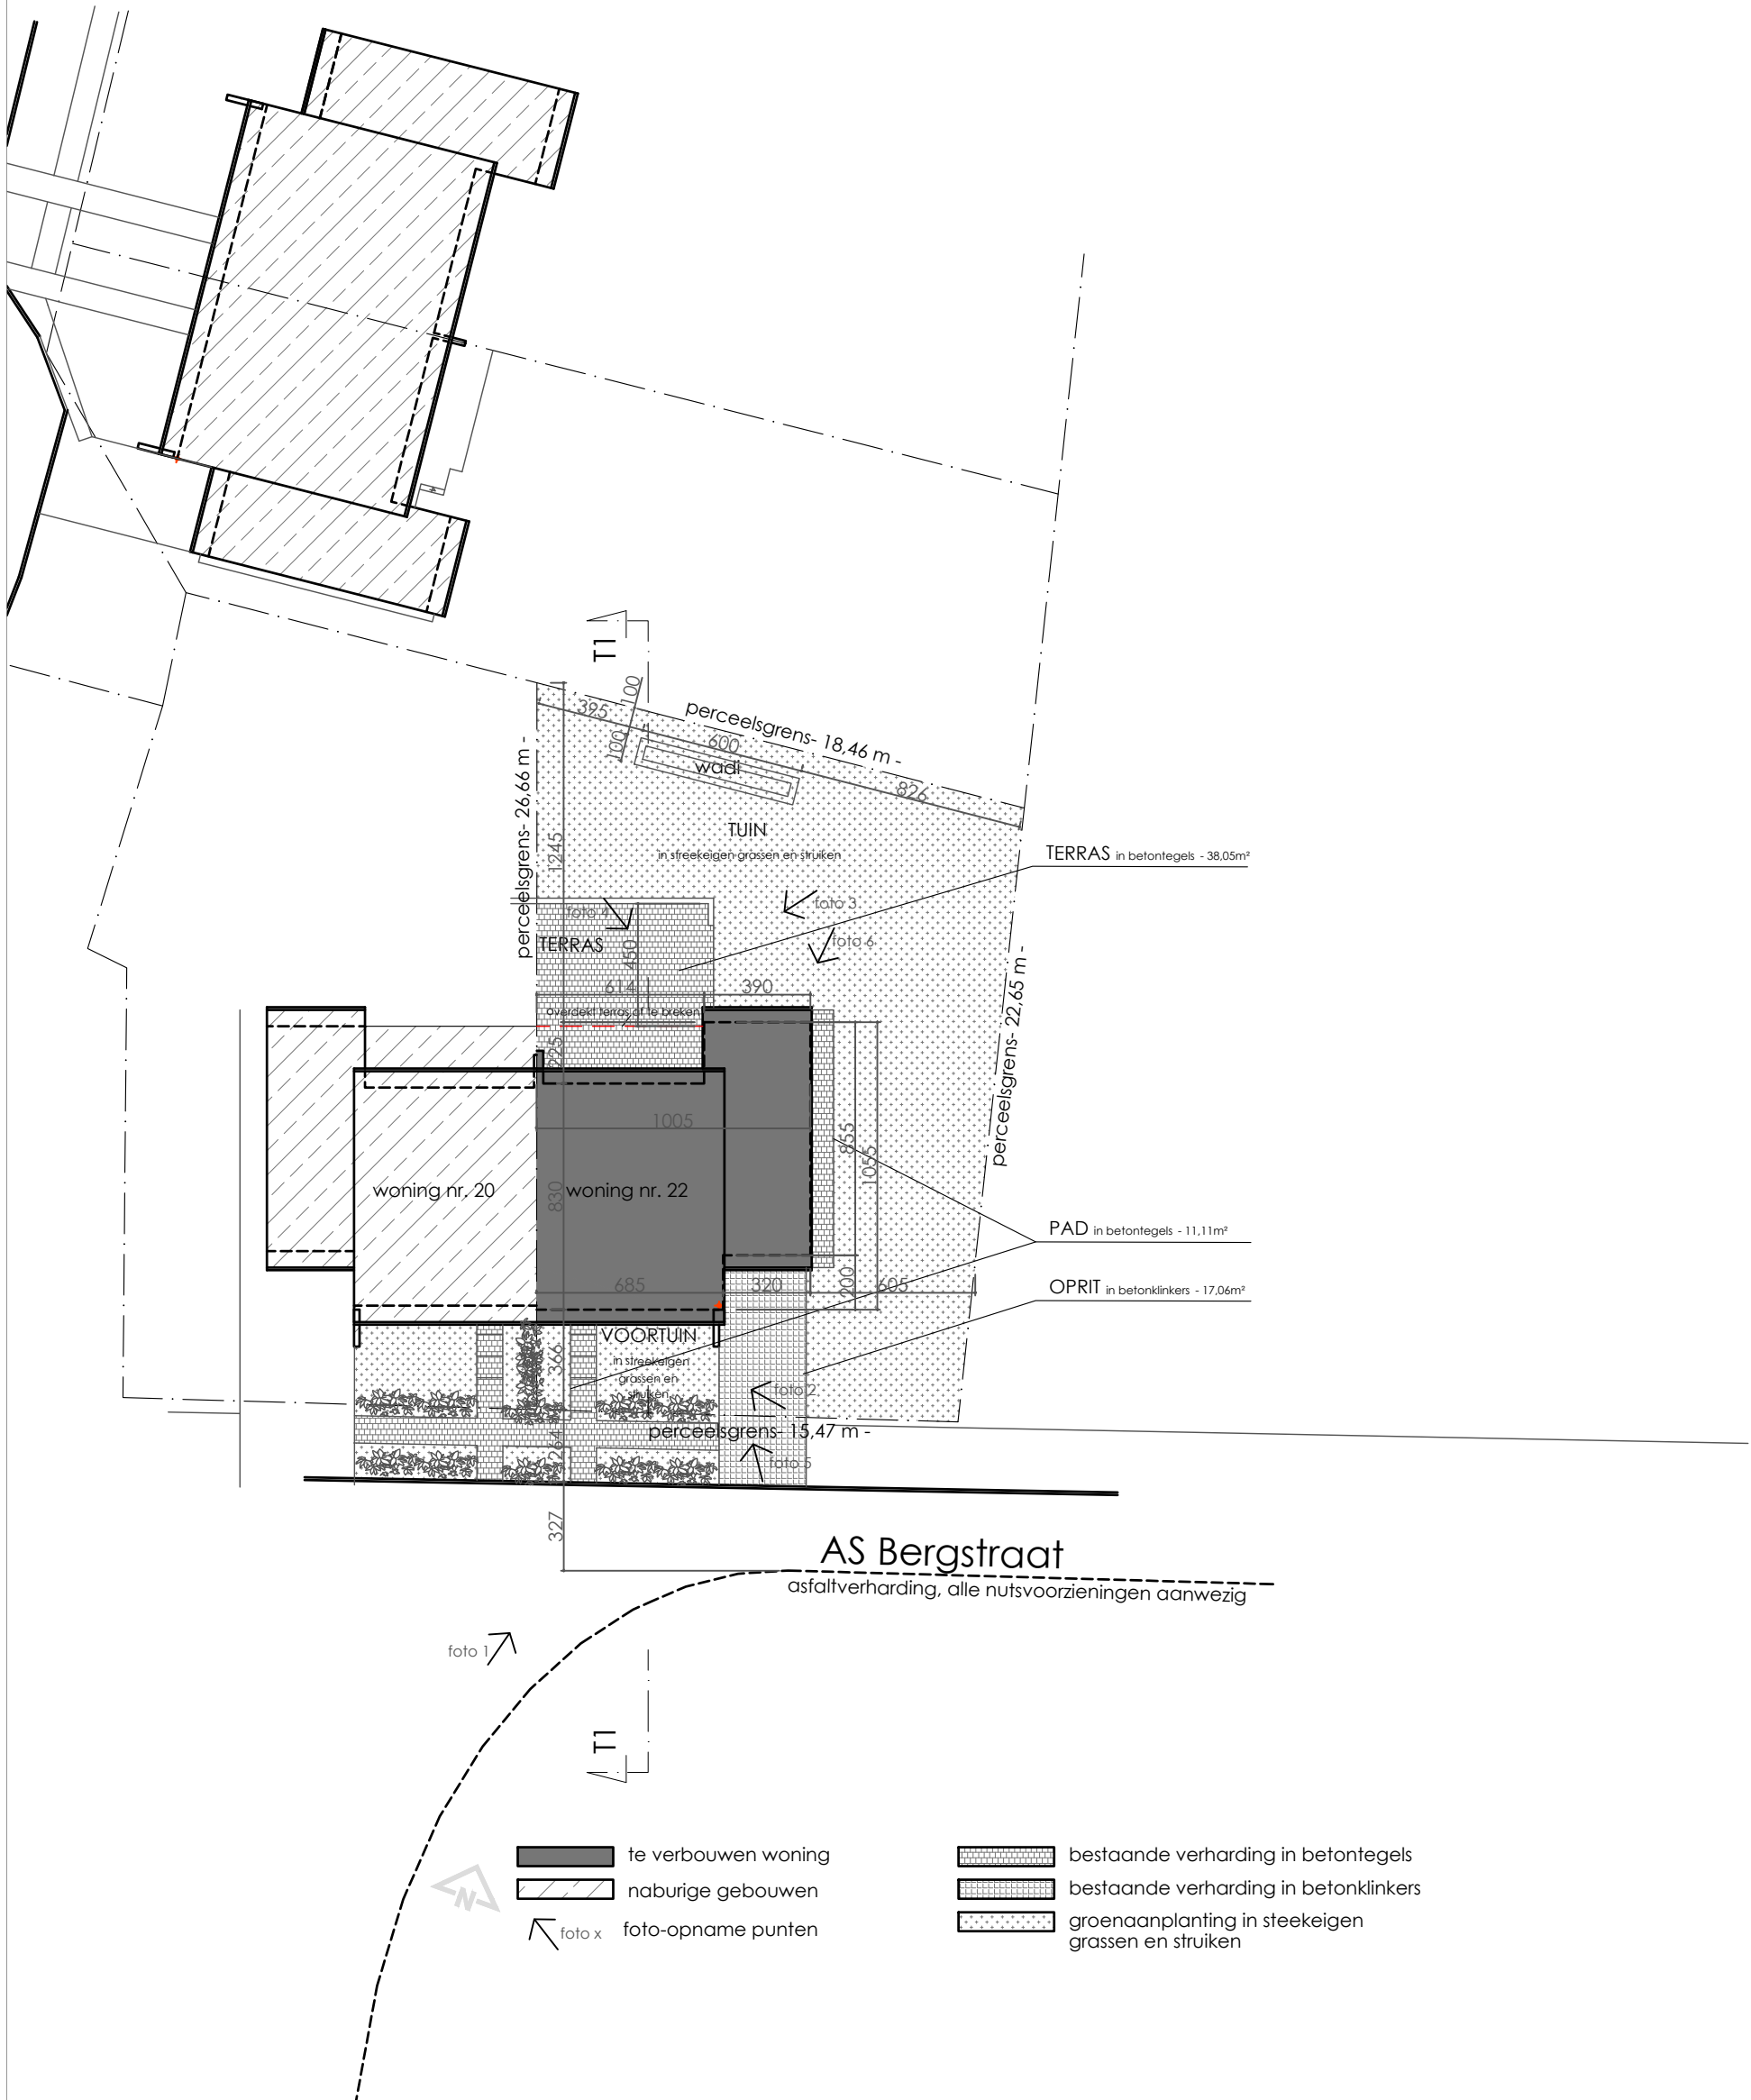 T1
100
395
100
600
826
perceelsgrens- 18,46 m -
wadi
perceelsgrens- 26,66 m -
1245
TUIN
in streekeigen grassen en struiken
TERRAS in betontegels - 38,05m²
foto 4
foto 3
TERRAS
450
foto 6
614
390
overdekt terras af te breken
225
perceelsgrens- 22,65 m -
1005
855
1055
woning nr. 20
830
woning nr. 22
PAD in betontegels - 11,11m²
685
320
200
605
OPRIT in betonklinkers - 17,06m²
VOORTUIN
in streekeigen
grassen en
struiken
366
foto 2
264
perceelsgrens- 15,47 m -
foto 5
327
AS Bergstraat
asfaltverharding, alle nutsvoorzieningen aanwezig
foto 1
T1
N
te verbouwen woning
naburige gebouwen
foto x foto-opname punten
bestaande verharding in betontegels
bestaande verharding in betonklinkers
groenaanplanting in steekeigen
grassen en struiken